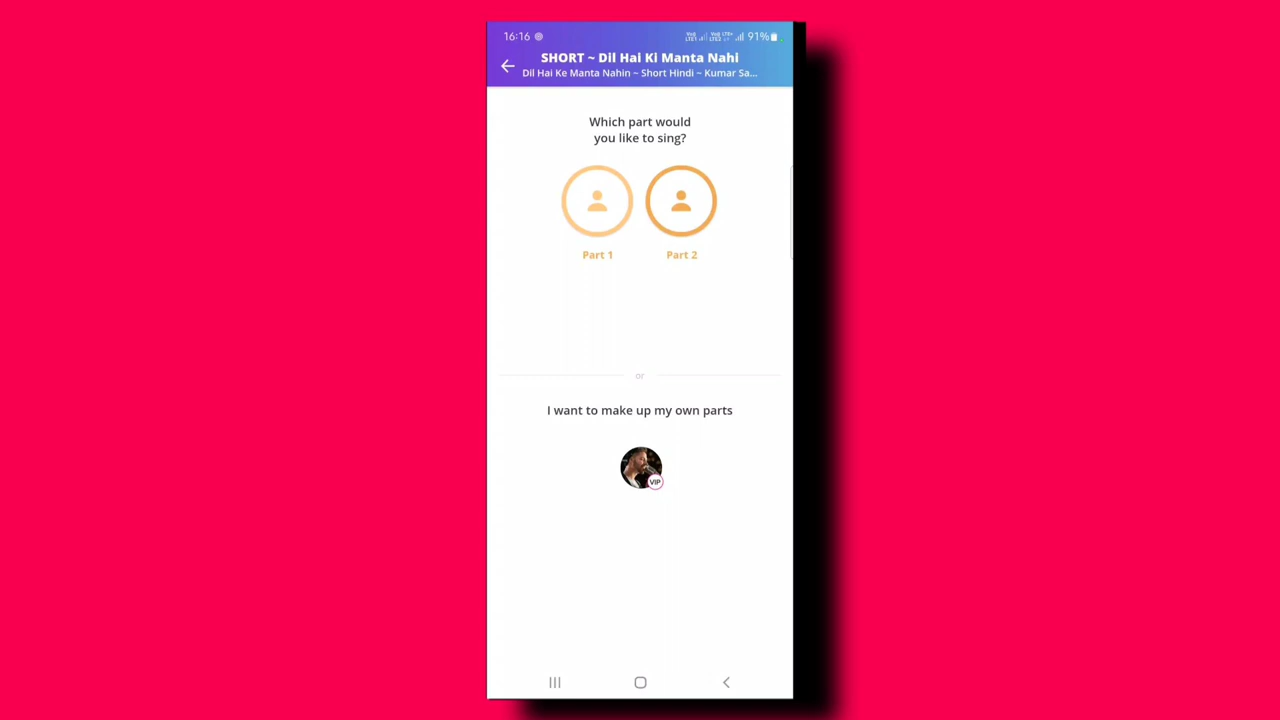 16:16
91%
SHORT ~ Dil Hai Ki Manta Nahi
Dil Hai Ke Manta Nahin ~ Short Hindi ~ Kumar Sa...
Which part would
you like to sing?
Part 1
Part 2
or
I want to make up my own parts
VIP